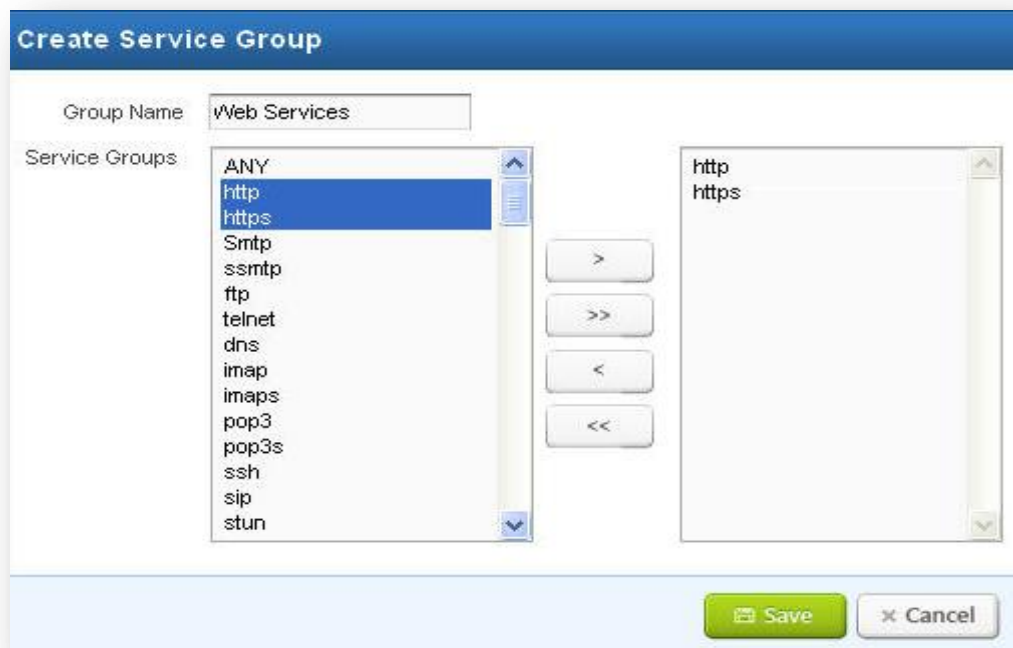 Create Service Group
Group Name
Web Services
Service Groups
ANY
http
https
Smtp
ssmtp
ftp
telnet
dns
imap
imaps
pop3
pop3s
ssh
sip
stun
>
>>
<
<<
http
https
Save
× Cancel